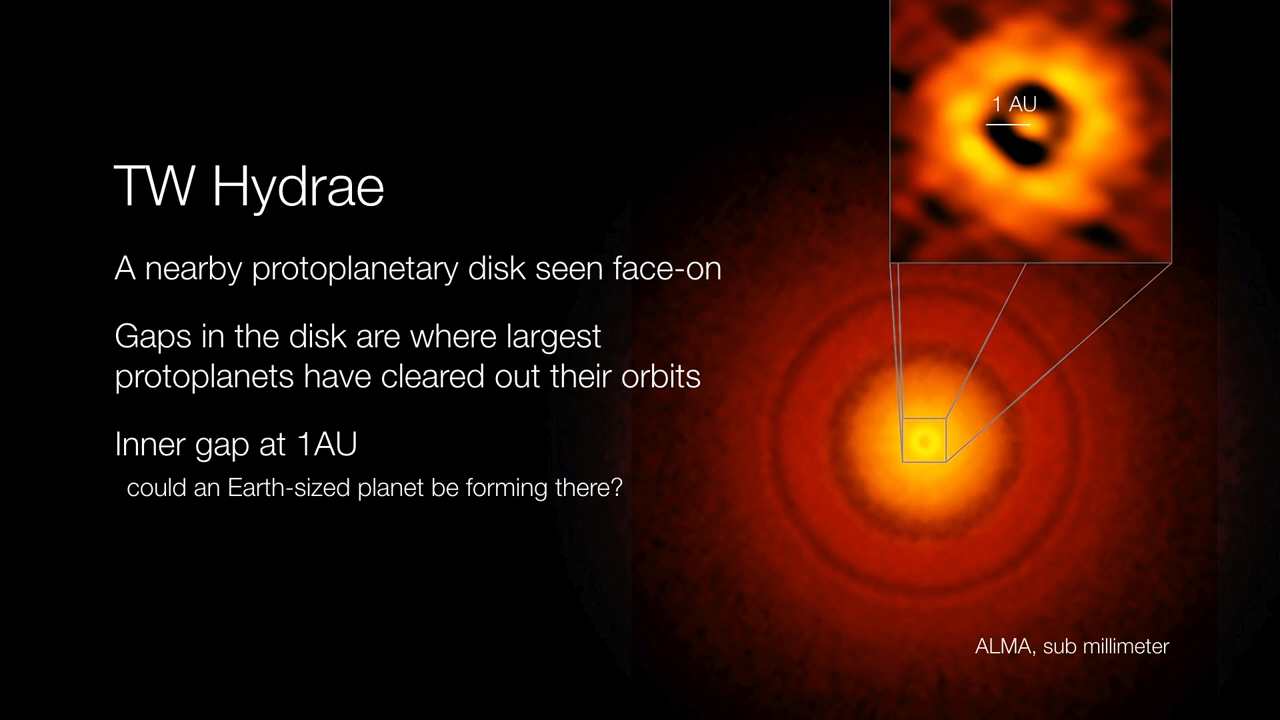 TW Hydrae
A nearby protoplanetary disk seen face-on
Gaps in the disk are where largest
protoplanets have cleared out their orbits
Inner gap at 1AU
could an Earth-sized planet be forming there?
1 AU
ALMA, sub millimeter